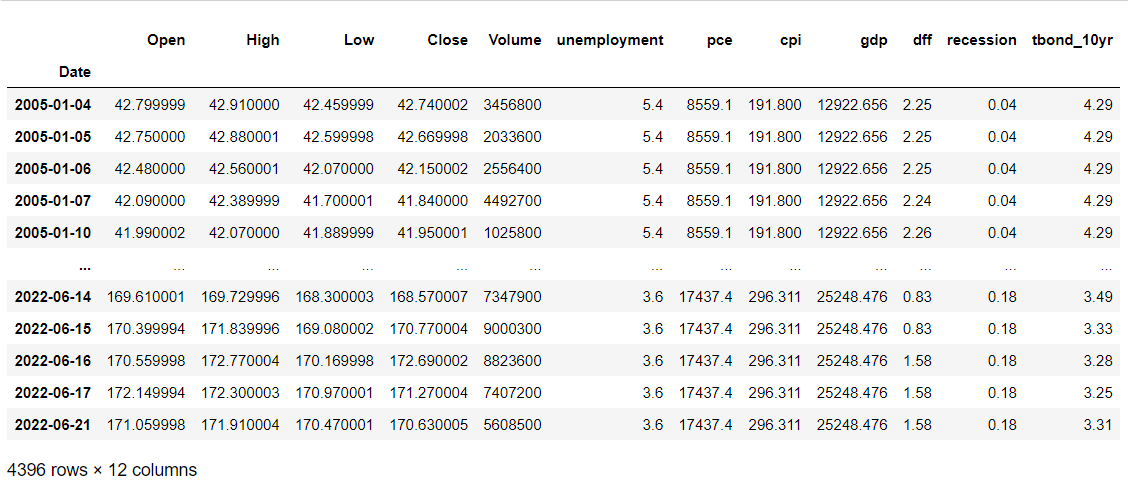 Open High Low Close Volume unemployment pce cpi gdp dff recession tbond_10yr
Date
2005-01-04 42.799999 42.910000 42.459999 42.740002 3456800 5.4 8559.1 191.800 12922.656 2.25 0.04 4.29
2005-01-05 42.750000 42.880001 42.599998 42.669998 2033600 5.4 8559.1 191.800 12922.656 2.25 0.04 4.29
2005-01-06 42.480000 42.560001 42.070000 42.150002 2556400 5.4 8559.1 191.800 12922.656 2.25 0.04 4.29
2005-01-07 42.090000 42.389999 41.700001 41.840000 4492700 5.4 8559.1 191.800 12922.656 2.24 0.04 4.29
2005-01-10 41.990002 42.070000 41.889999 41.950001 1025800 5.4 8559.1 191.800 12922.656 2.26 0.04 4.29
... ... ... ... ... ... ... ... ... ... ... ... ...
2022-06-14 169.610001 169.729996 168.300003 168.570007 7347900 3.6 17437.4 296.311 25248.476 0.83 0.18 3.49
2022-06-15 170.399994 171.839996 169.080002 170.770004 9000300 3.6 17437.4 296.311 25248.476 0.83 0.18 3.33
2022-06-16 170.559998 172.770004 170.169998 172.690002 8823600 3.6 17437.4 296.311 25248.476 1.58 0.18 3.28
2022-06-17 172.149994 172.300003 170.970001 171.270004 7407200 3.6 17437.4 296.311 25248.476 1.58 0.18 3.25
2022-06-21 171.059998 171.910004 170.470001 170.630005 5608500 3.6 17437.4 296.311 25248.476 1.58 0.18 3.31
4396 rows × 12 columns